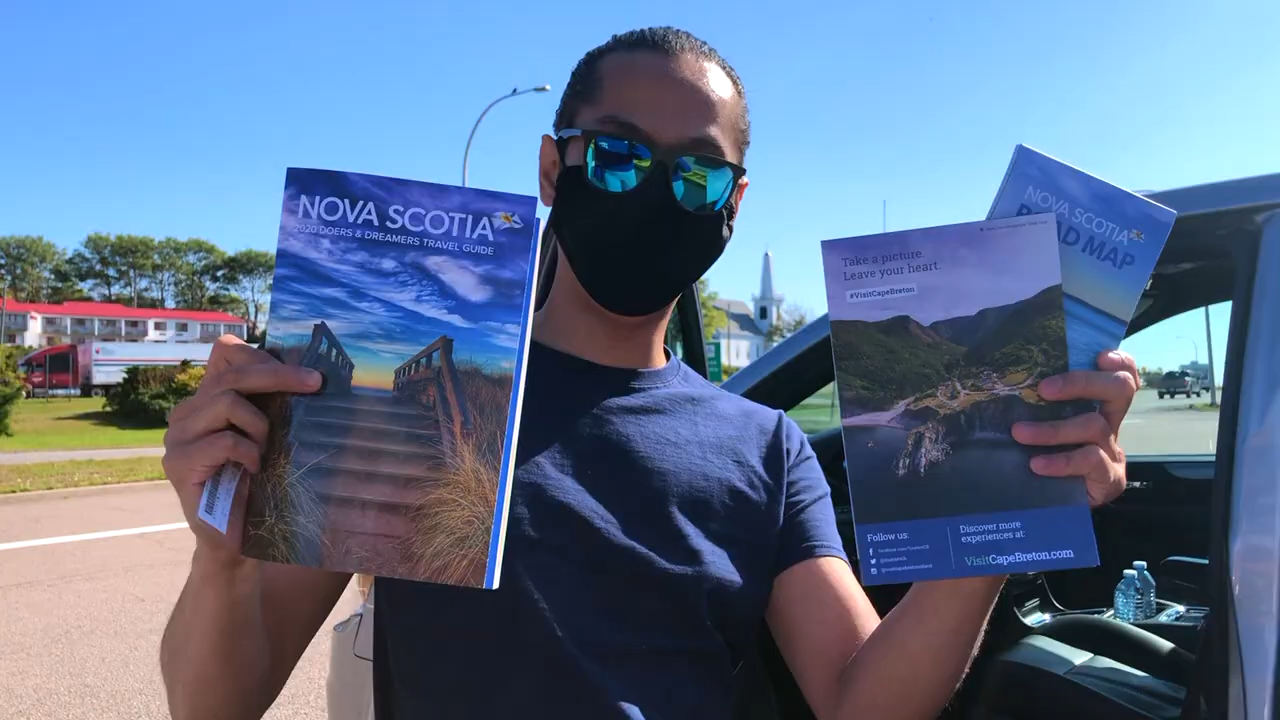 NOVA SCOTIA
2020 DOERS & DREAMERS TRAVEL GUIDE
Take a picture.
Leave your heart.
#VisitCapeBreton
Follow us:
Discover more
experiences at:
VisitCapeBreton.com
NOVA SCOTIA
MAP